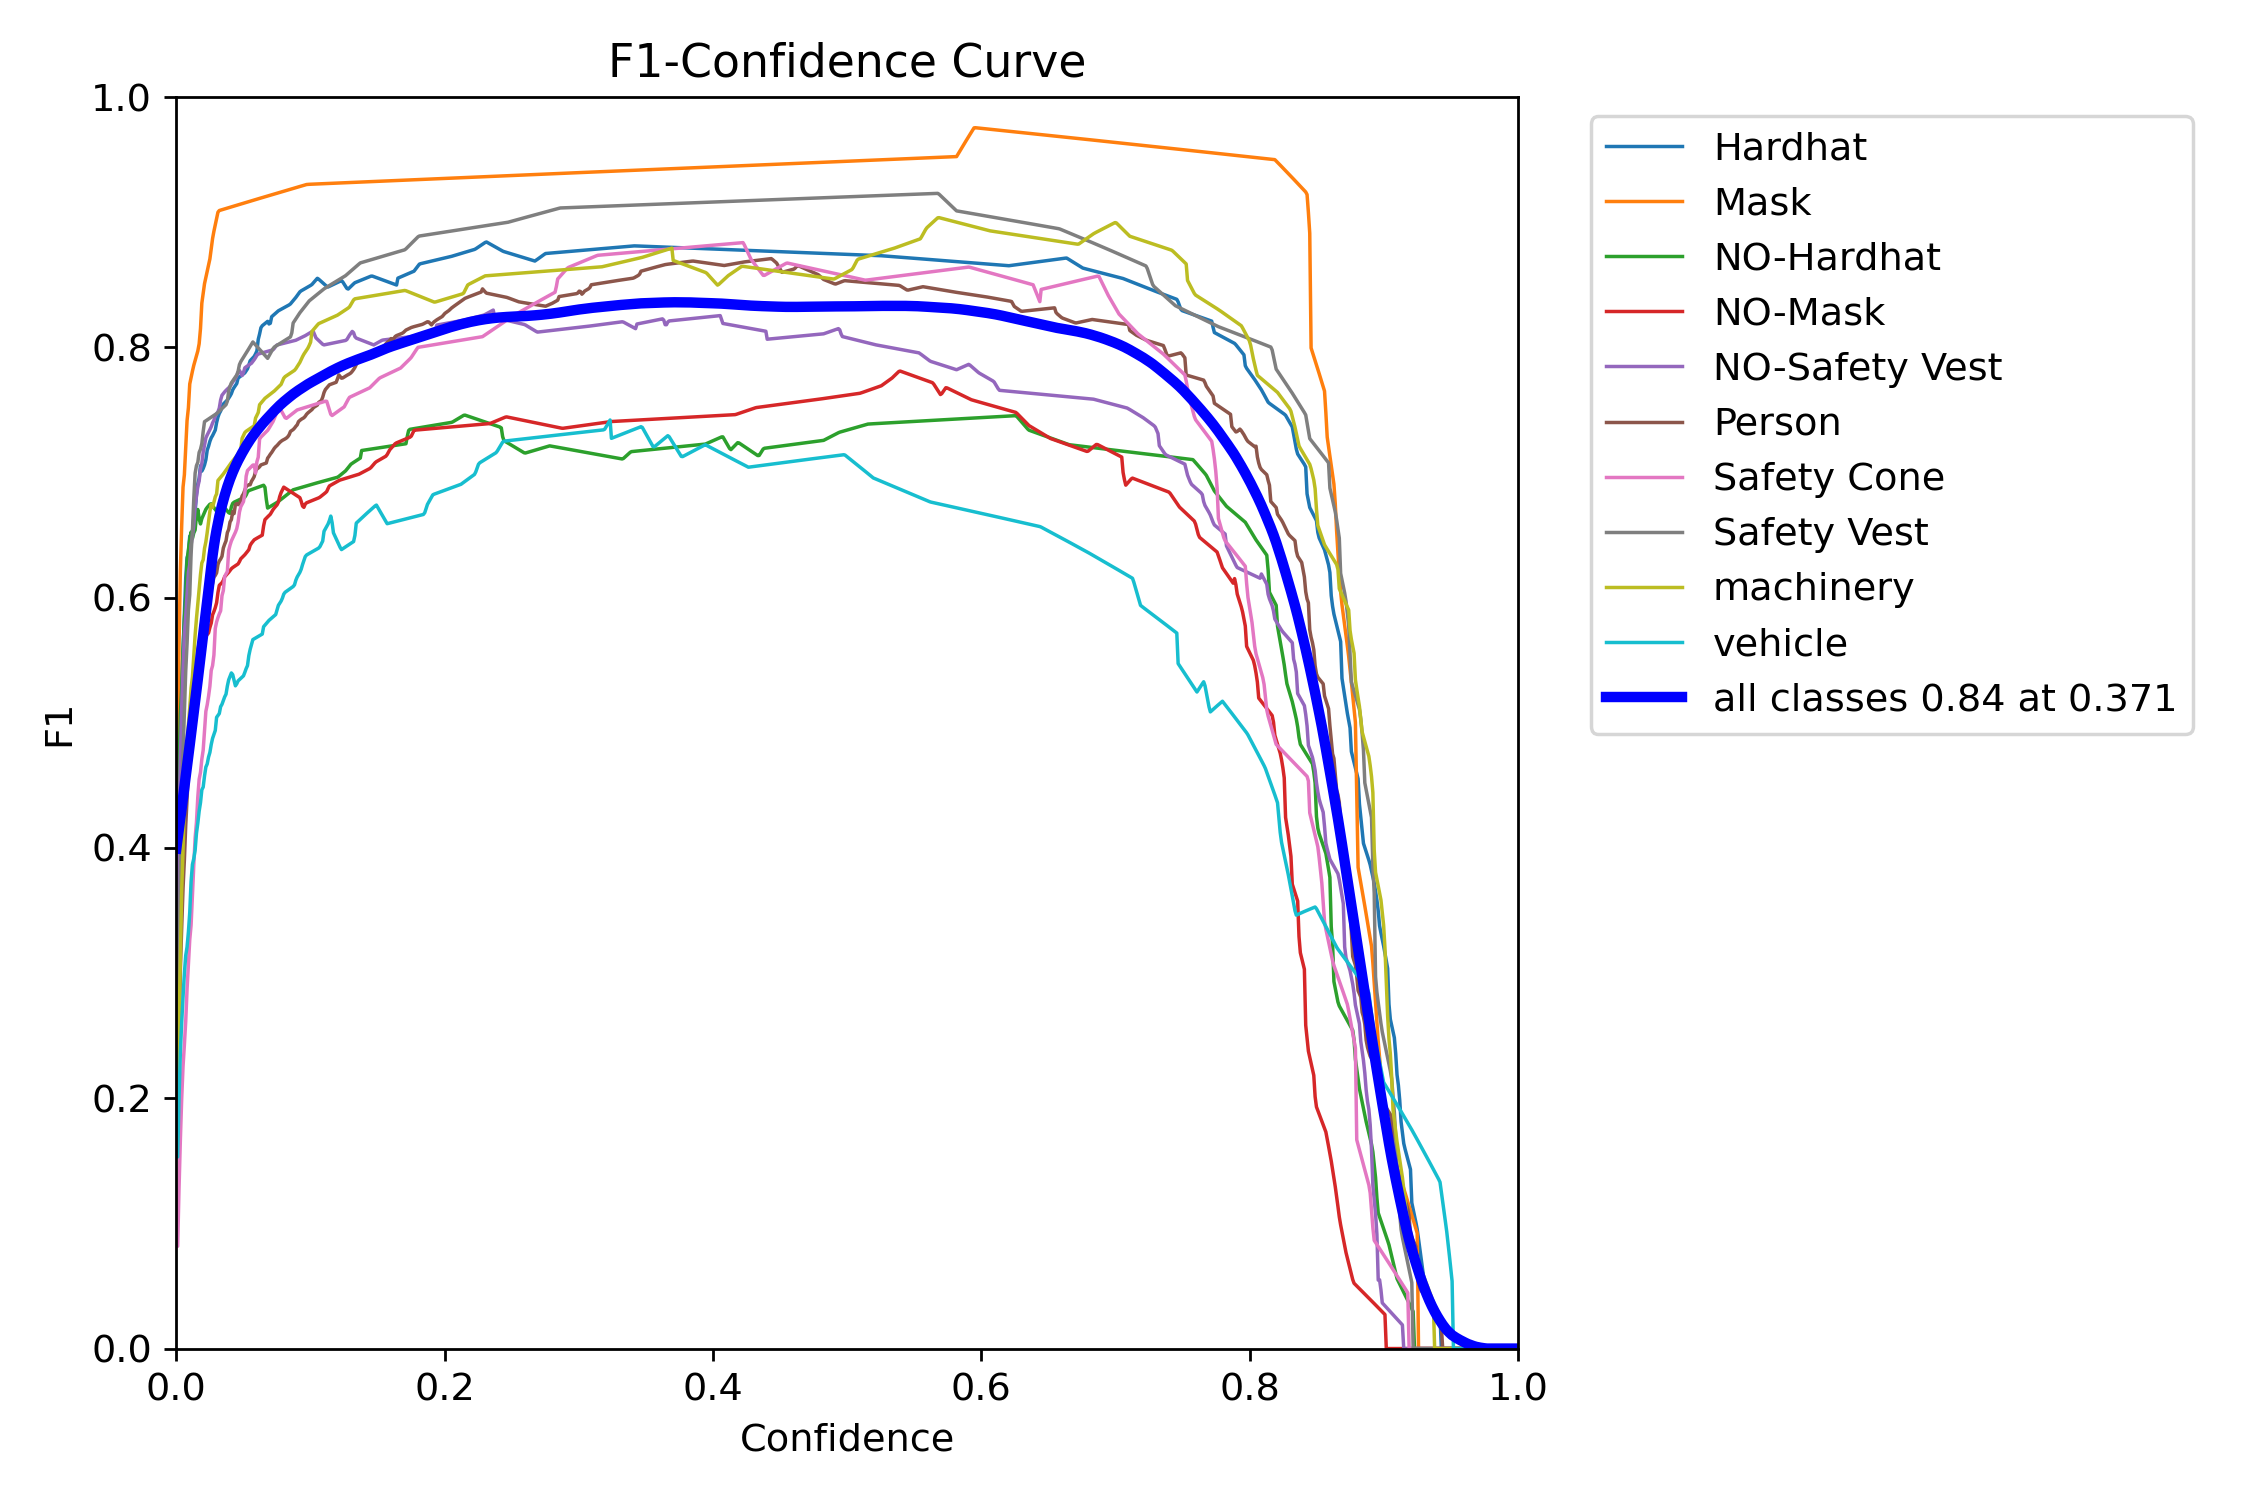 F1-Confidence Curve
1.0
0.8
0.6
0.4
0.2
0.0
F1
0.0 0.2 0.4 0.6 0.8 1.0
Confidence
Hardhat
Mask
NO-Hardhat
NO-Mask
NO-Safety Vest
Person
Safety Cone
Safety Vest
machinery
vehicle
all classes 0.84 at 0.371